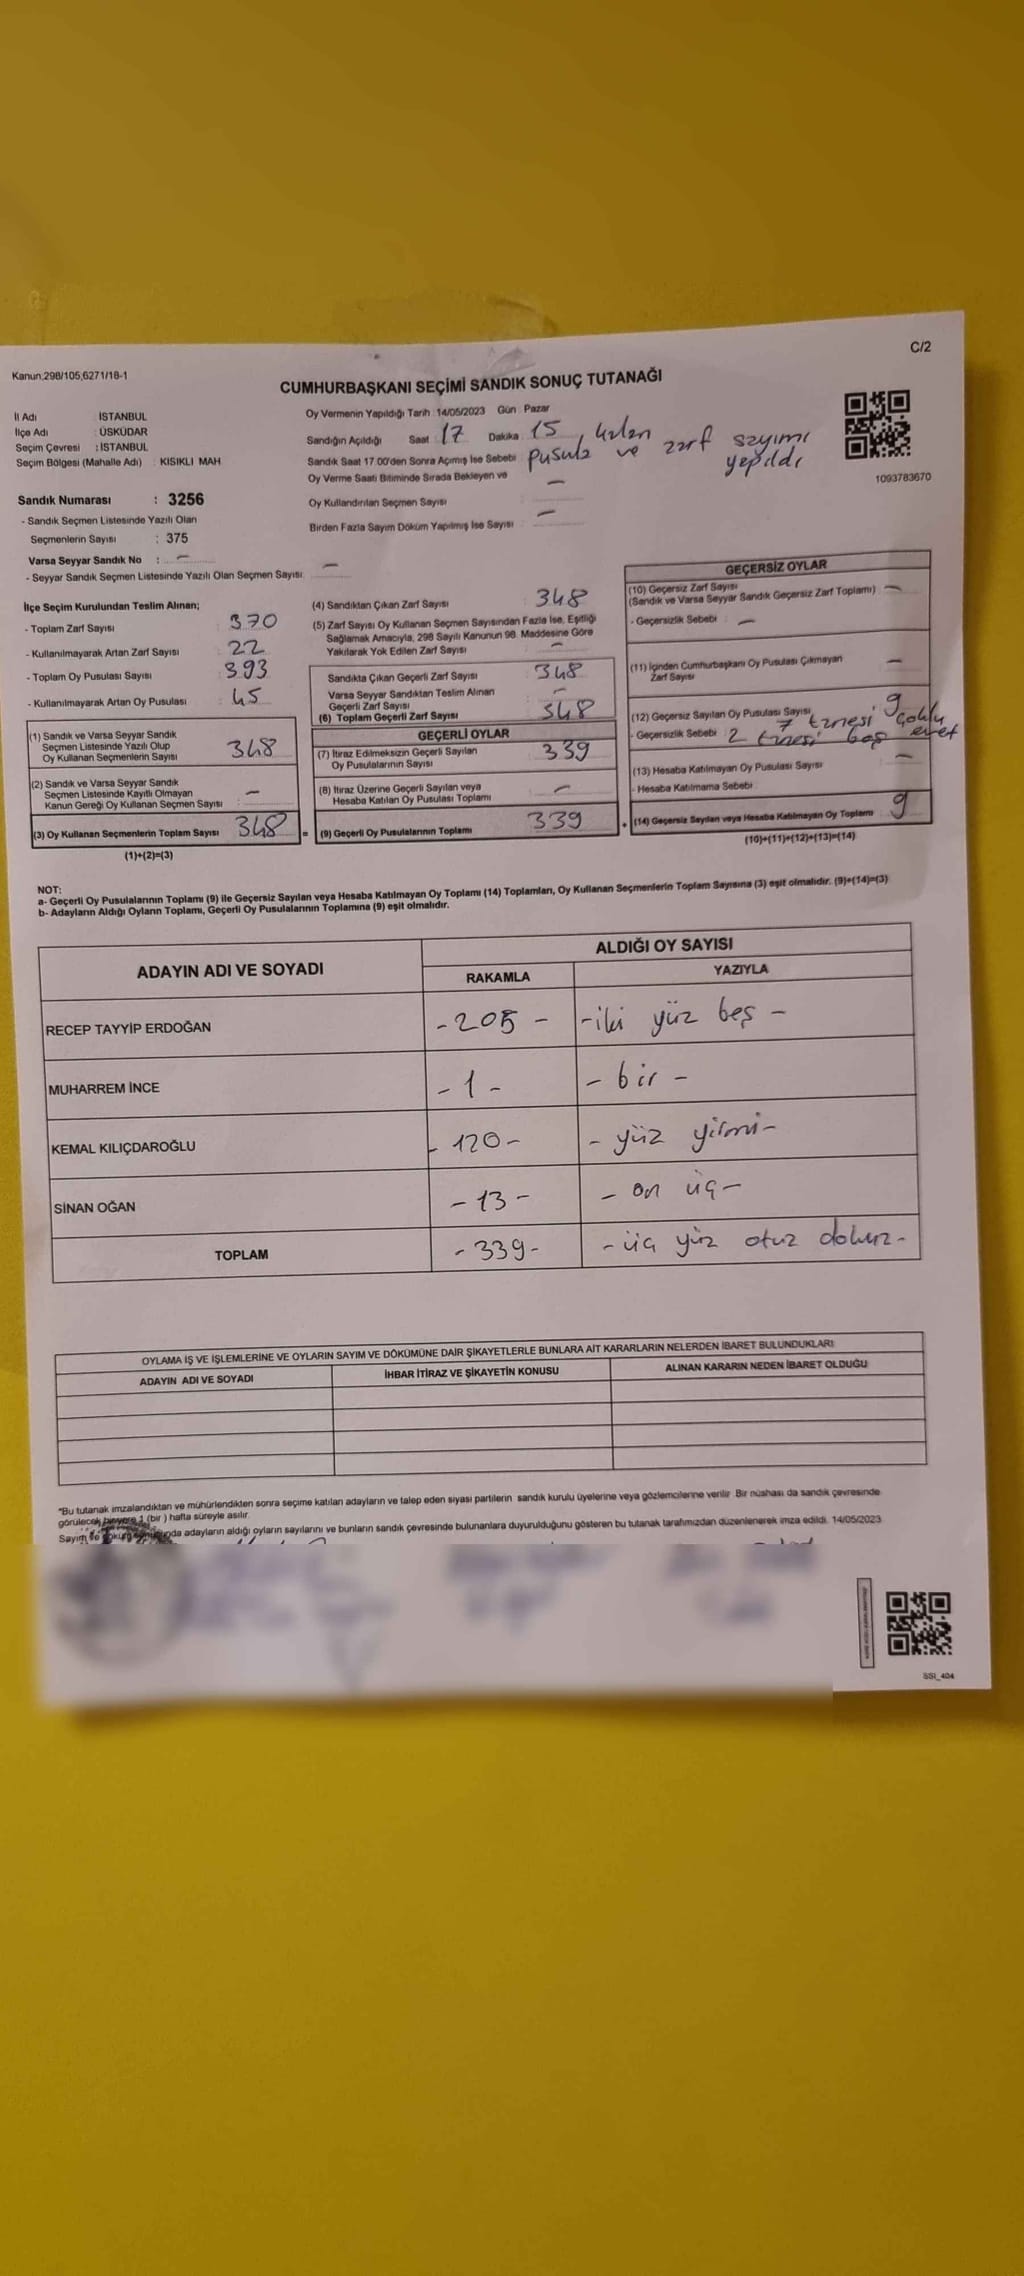 C/2
Kanun;298/105,6271/18-1
CUMHURBAŞKANI SEÇİMİ SANDIK SONUÇ TUTANAĞI
İl Adı : İSTANBUL
İlçe Adı : ÜSKÜDAR
Seçim Çevresi : İSTANBUL
Seçim Bölgesi (Mahalle Adı) : KISIKLI MAH
Oy Vermenin Yapıldığı Tarih : 14/05/2023 Gün : Pazar
Sandığın Açıldığı Saat : 17 Dakika : 15
Sandık Saat 17.00'den Sonra Açımış İse Sebebi : pusula ve zarf sayımı
yapıldı
Oy Verme Saati Bitiminde Sırada Bekleyen ve
Oy Kullandırılan Seçmen Sayısı : —
Birden Fazla Sayım Döküm Yapılmış İse Sayısı : —
1093783670
Sandık Numarası : 3256
- Sandık Seçmen Listesinde Yazılı Olan
Seçmenlerin Sayısı : 375
Varsa Seyyar Sandık No : —
- Seyyar Sandık Seçmen Listesinde Yazılı Olan Seçmen Sayısı: —
İlçe Seçim Kurulundan Teslim Alınan;
- Toplam Zarf Sayısı : 370
- Kullanılmayarak Artan Zarf Sayısı : 22
- Toplam Oy Pusulası Sayısı : 393
- Kullanılmayarak Artan Oy Pusulası : 45
(1) Sandık ve Varsa Seyyar Sandık
Seçmen Listesinde Yazılı Olup
Oy Kullanan Seçmenlerin Sayısı : 348
(2) Sandık ve Varsa Seyyar Sandık
Seçmen Listesinde Kayıtlı Olmayan
Kanun Gereği Oy Kullanan Seçmen Sayısı : —
(3) Oy Kullanan Seçmenlerin Toplam Sayısı : 348
(1)+(2)=(3)
(4) Sandıktan Çıkan Zarf Sayısı : 348
(5) Zarf Sayısı Oy Kullanan Seçmen Sayısından Fazla İse, Eşitliği
Sağlamak Amacıyla, 298 Sayılı Kanunun 98. Maddesine Göre
Yakılarak Yok Edilen Zarf Sayısı : —
Sandıkta Çıkan Geçerli Zarf Sayısı : 348
Varsa Seyyar Sandıktan Teslim Alınan
Geçerli Zarf Sayısı : —
(6) Toplam Geçerli Zarf Sayısı : 348
GEÇERLİ OYLAR
(7) İtiraz Edilmeksizin Geçerli Sayılan
Oy Pusulalarının Sayısı : 339
(8) İtiraz Üzerine Geçerli Sayılan veya
Hesaba Katılan Oy Pusulası Toplamı : —
= (9) Geçerli Oy Pusulalarının Toplamı : 339
GEÇERSİZ OYLAR
(10) Geçersiz Zarf Sayısı
(Sandık ve Varsa Seyyar Sandık Geçersiz Zarf Toplamı) : —
- Geçersizlik Sebebi : —
(11) İçinden Cumhurbaşkanı Oy Pusulası Çıkmayan
Zarf Sayısı : —
(12) Geçersiz Sayılan Oy Pusulası Sayısı : 9
7 tanesi çoklu
- Geçersizlik Sebebi : 2 tanesi boş evet
(13) Hesaba Katılmayan Oy Pusulası Sayısı : —
- Hesaba Katılmama Sebebi :
+ (14) Geçersiz Sayılan veya Hesaba Katılmayan Oy Toplamı : 9
(10)+(11)+(12)+(13)=(14)
NOT:
a- Geçerli Oy Pusulalarının Toplamı (9) ile Geçersiz Sayılan veya Hesaba Katılmayan Oy Toplamı (14) Toplamları, Oy Kullanan Seçmenlerin Toplam Sayısına (3) eşit olmalıdır. (9)+(14)=(3)
b- Adayların Aldığı Oyların Toplamı, Geçerli Oy Pusulalarının Toplamına (9) eşit olmalıdır.
ADAYIN ADI VE SOYADI ALDIĞI OY SAYISI
RAKAMLA YAZIYLA
RECEP TAYYİP ERDOĞAN -205- -iki yüz beş-
MUHARREM İNCE -1- -bir-
KEMAL KILIÇDAROĞLU -120- -yüz yirmi-
SİNAN OĞAN -13- -on üç-
TOPLAM -339- -üç yüz otuz dokuz-
OYLAMA İŞ VE İŞLEMLERİNE VE OYLARIN SAYIM VE DÖKÜMÜNE DAİR ŞİKAYETLERLE BUNLARA AİT KARARLARIN NELERDEN İBARET BULUNDUKLARI
ADAYIN ADI VE SOYADI İHBAR İTİRAZ VE ŞİKAYETİN KONUSU ALINAN KARARIN NEDEN İBARET OLDUĞU
*Bu tutanak imzalandıktan ve mühürlendikten sonra seçime katılan adayların ve talep eden siyasi partilerin sandık kurulu üyelerine veya gözlemcilerine verilir. Bir nüshası da sandık çevresinde
görülecek bir yere 1 (bir) hafta süreyle asılır.
adayların aldığı oyların sayılarını ve bunların sandık çevresinde bulunanlara duyurulduğunu gösteren bu tutanak tarafımızdan düzenlenerek imza edildi. 14/05/2023
SSI_404